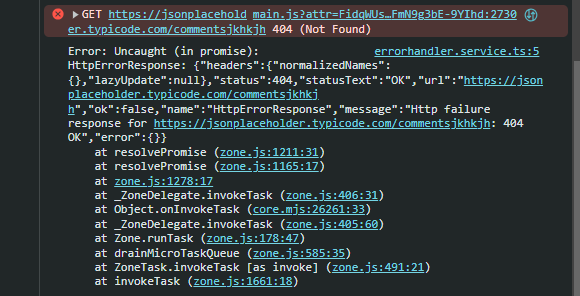 GET https://jsonplacehold main.js?attr=FidqWUs…FmN9g3bE-9YIhd:2730
er.typicode.com/commentsjkhkjh 404 (Not Found)
Error: Uncaught (in promise): errorhandler.service.ts:5
HttpErrorResponse: {"headers":{"normalizedNames":
{},"lazyUpdate":null},"status":404,"statusText":"OK","url":"https://json
placeholder.typicode.com/commentsjkhkj
h","ok":false,"name":"HttpErrorResponse","message":"Http failure
response for https://jsonplaceholder.typicode.com/commentsjkhkjh: 404
OK","error":{}}
at resolvePromise (zone.js:1211:31)
at resolvePromise (zone.js:1165:17)
at zone.js:1278:17
at _ZoneDelegate.invokeTask (zone.js:406:31)
at Object.onInvokeTask (core.mjs:26261:33)
at _ZoneDelegate.invokeTask (zone.js:405:60)
at Zone.runTask (zone.js:178:47)
at drainMicroTaskQueue (zone.js:585:35)
at ZoneTask.invokeTask [as invoke] (zone.js:491:21)
at invokeTask (zone.js:1661:18)